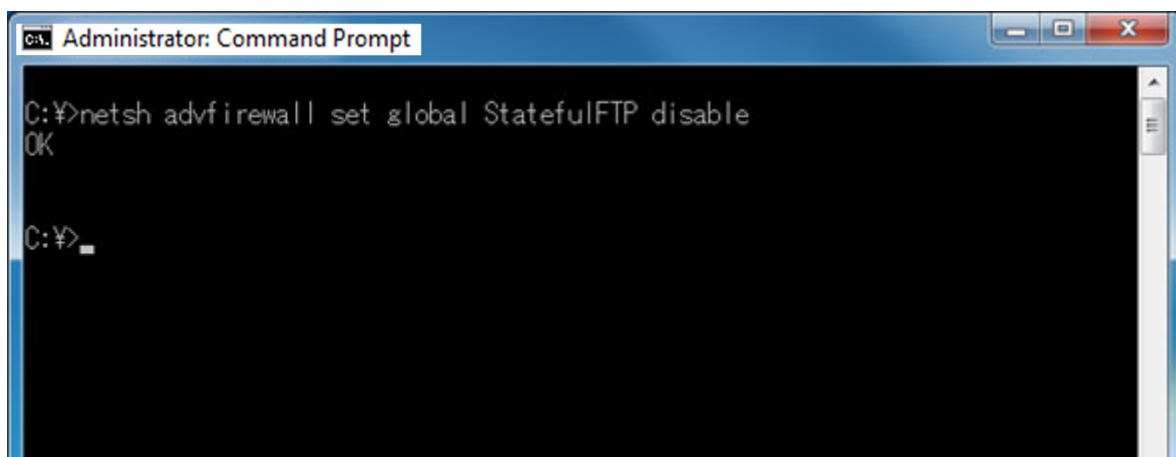 Administrator: Command Prompt
C:¥>netsh advfirewall set global StatefulFTP disable
OK
C:¥>